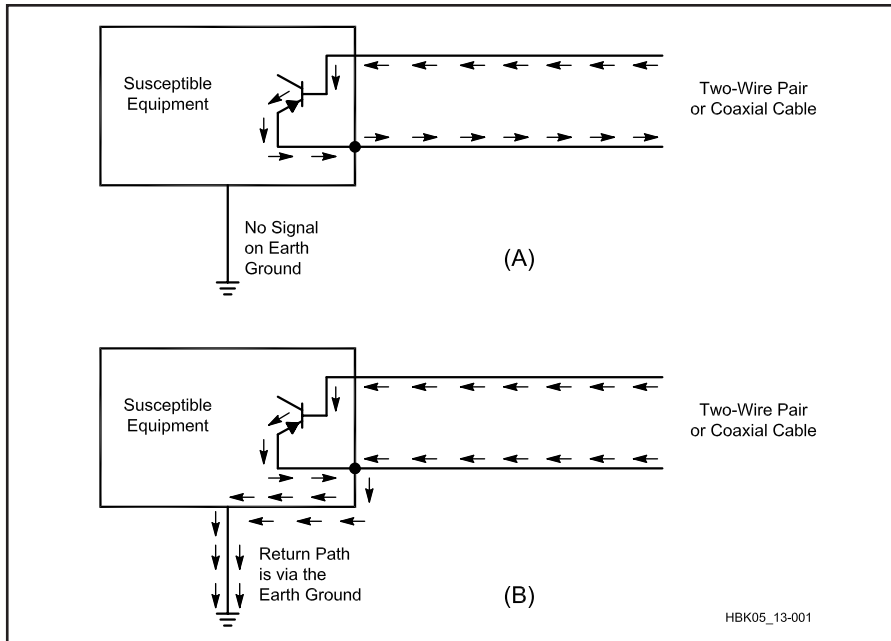 Susceptible
Equipment
Two-Wire Pair
or Coaxial Cable
No Signal
on Earth
Ground
(A)
Susceptible
Equipment
Two-Wire Pair
or Coaxial Cable
Return Path
is via the
Earth Ground
(B)
HBK05_13-001